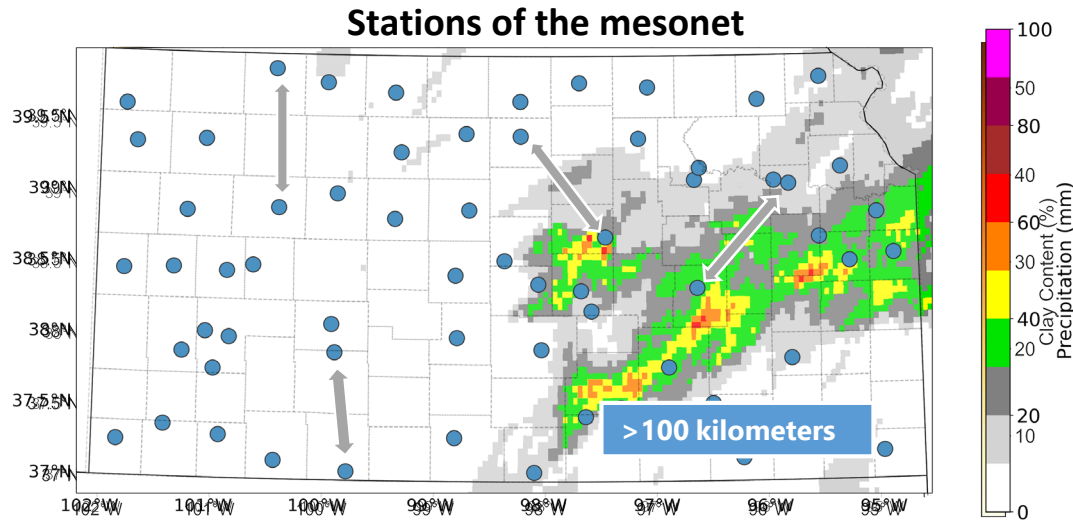 Stations of the mesonet
39.5°N
39°N
38.5°N
38°N
37.5°N
37°N
102°W 101°W 100°W 99°W 98°W 97°W 96°W 95°W
>100 kilometers
100
50
80
40
60
30
40
20
20
10
0
Clay Content (%)
Precipitation (mm)